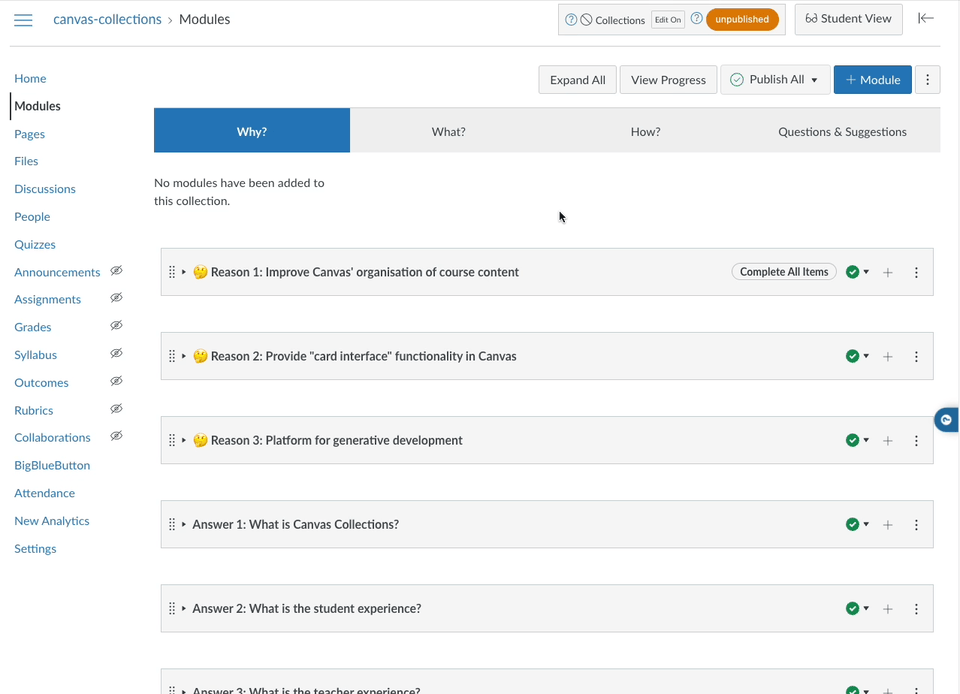 canvas-collections › Modules
Collections Edit On unpublished
Student View
Home
Modules
Pages
Files
Discussions
People
Quizzes
Announcements
Assignments
Grades
Syllabus
Outcomes
Rubrics
Collaborations
BigBlueButton
Attendance
New Analytics
Settings
Expand All View Progress Publish All + Module
Why? What? How? Questions & Suggestions
No modules have been added to
this collection.
🤔 Reason 1: Improve Canvas' organisation of course content Complete All Items
🤔 Reason 2: Provide "card interface" functionality in Canvas
🤔 Reason 3: Platform for generative development
Answer 1: What is Canvas Collections?
Answer 2: What is the student experience?
Answer 3: What is the teacher experience?